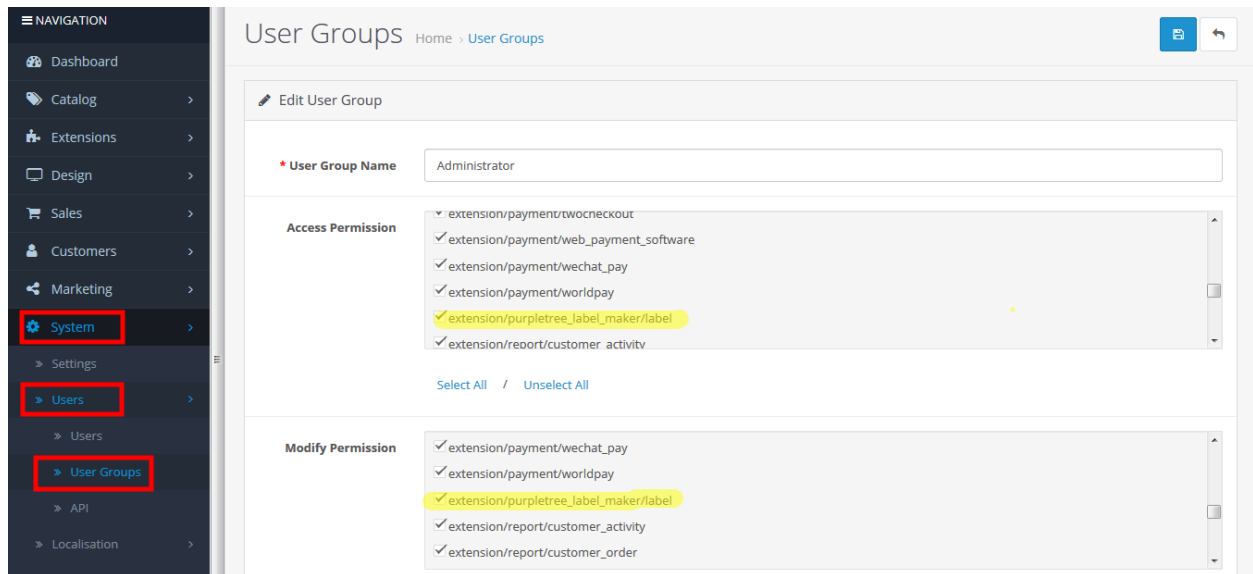 NAVIGATION
Dashboard
Catalog
Extensions
Design
Sales
Customers
Marketing
System
Settings
Users
Users
User Groups
API
Localisation
User Groups Home › User Groups
Edit User Group
* User Group Name Administrator
Access Permission
extension/payment/twocheckout
extension/payment/web_payment_software
extension/payment/wechat_pay
extension/payment/worldpay
extension/purpletree_label_maker/label
extension/report/customer_activity
Select All / Unselect All
Modify Permission
extension/payment/wechat_pay
extension/payment/worldpay
extension/purpletree_label_maker/label
extension/report/customer_activity
extension/report/customer_order